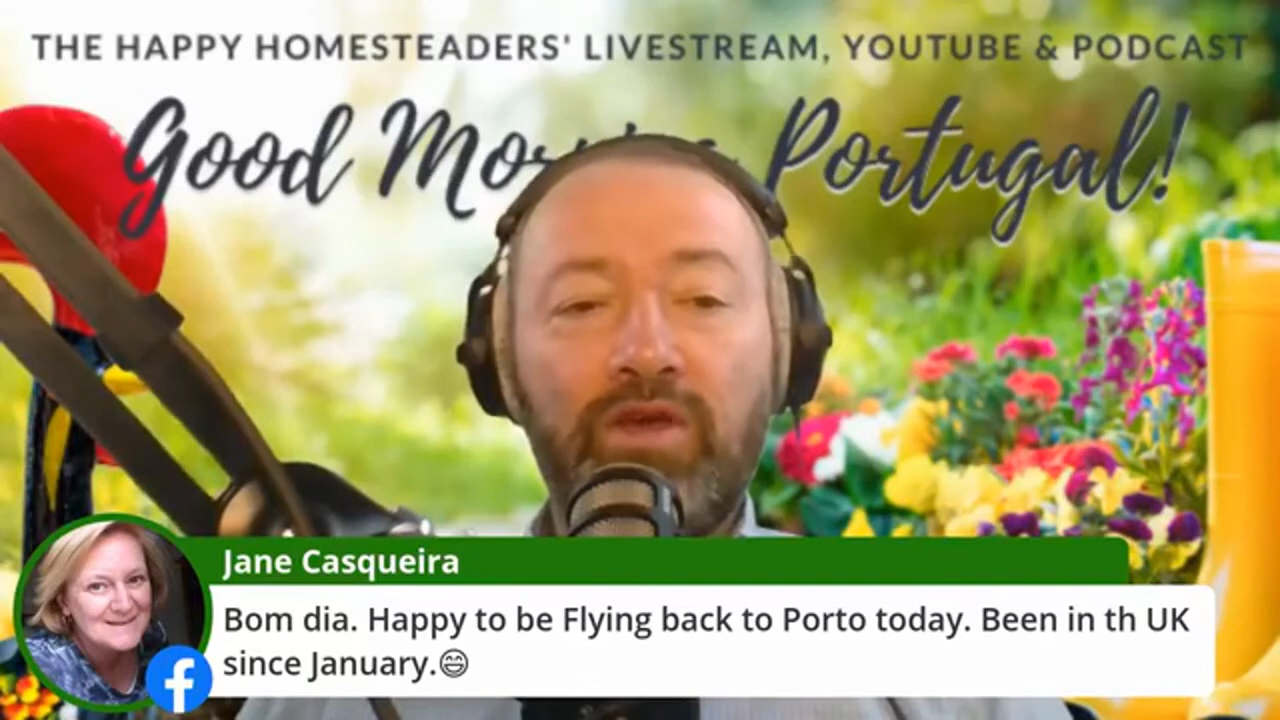 THE HAPPY HOMESTEADERS' LIVESTREAM, YOUTUBE & PODCAST
Good Portugal!
Jane Casqueira
Bom dia. Happy to be Flying back to Porto today. Been in th UK
since January.😄